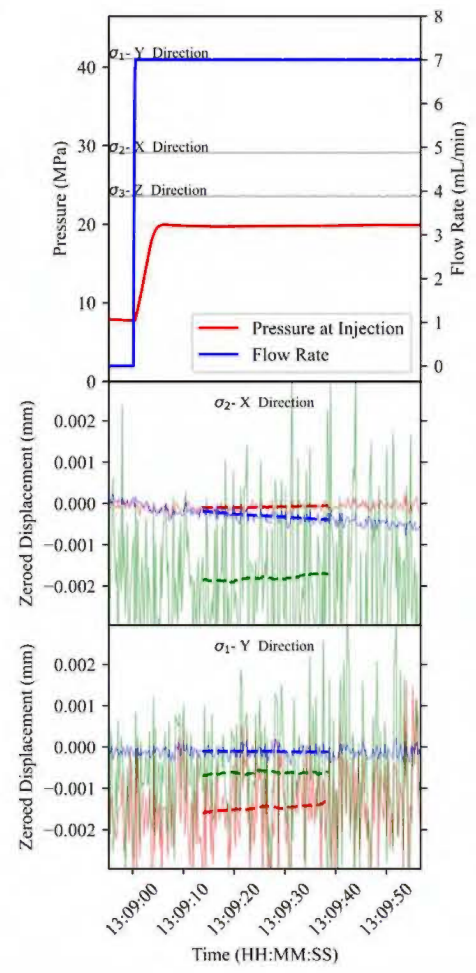 8
σ₁- Y Direction
40
7
6
30
σ₂- X Direction
5
σ₃- Z Direction
4
20
3
2
10
1
0
0
Pressure (MPa)
Flow Rate (mL/min)
Pressure at Injection
Flow Rate
σ₂- X Direction
0.002
0.001
0.000
−0.001
−0.002
Zeroed Displacement (mm)
σ₁- Y Direction
0.002
0.001
0.000
−0.001
−0.002
Zeroed Displacement (mm)
13:09:00
13:09:10
13:09:20
13:09:30
13:09:40
13:09:50
Time (HH:MM:SS)